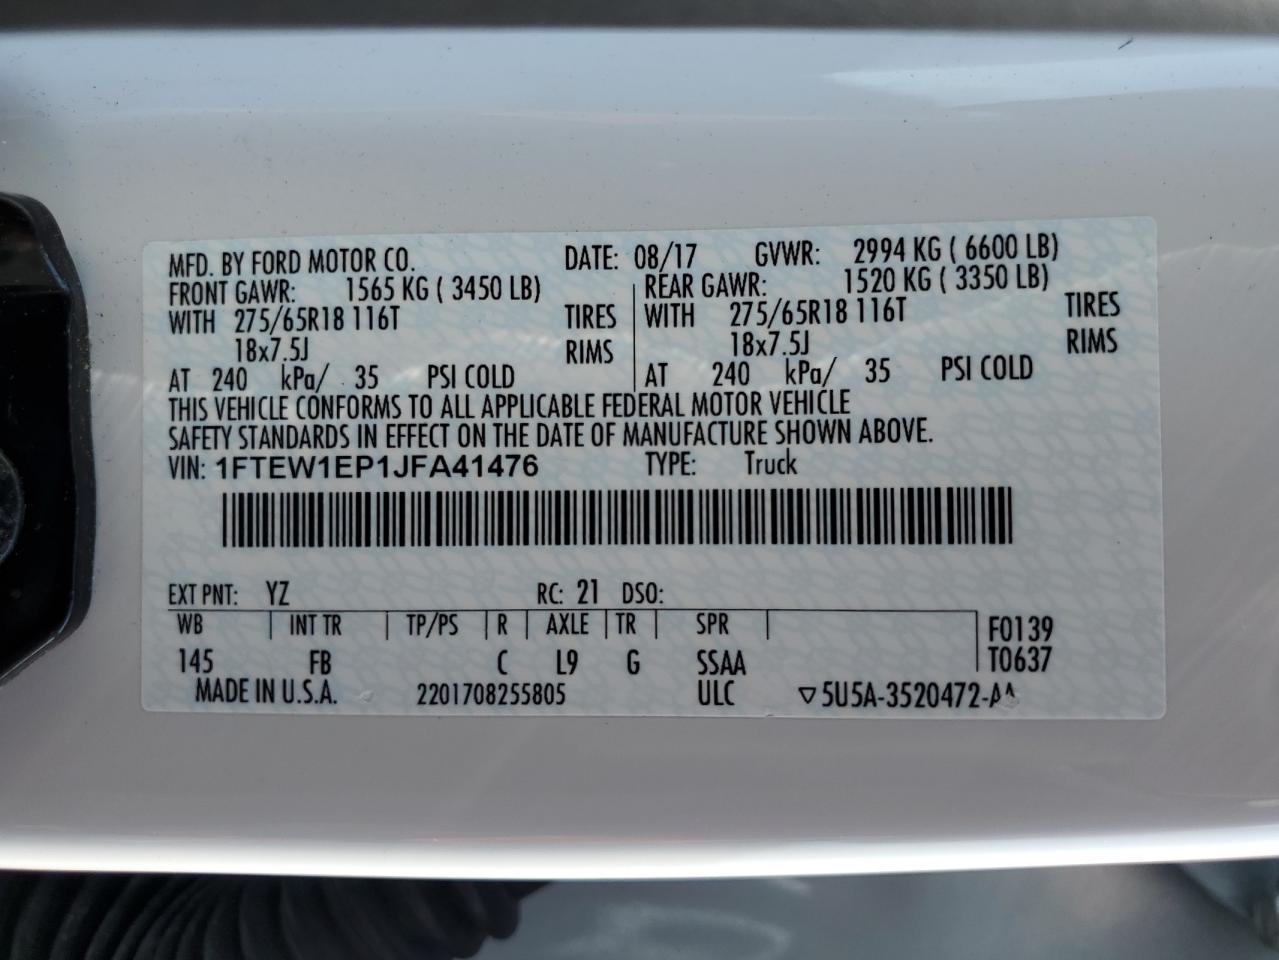 MFD. BY FORD MOTOR CO. DATE: 08/17 GVWR: 2994 KG ( 6600 LB)
FRONT GAWR: 1565 KG ( 3450 LB) REAR GAWR: 1520 KG ( 3350 LB)
WITH 275/65R18 116T TIRES WITH 275/65R18 116T TIRES
18x7.5J RIMS 18x7.5J RIMS
AT 240 kPa/ 35 PSI COLD AT 240 kPa/ 35 PSI COLD
THIS VEHICLE CONFORMS TO ALL APPLICABLE FEDERAL MOTOR VEHICLE
SAFETY STANDARDS IN EFFECT ON THE DATE OF MANUFACTURE SHOWN ABOVE.
VIN: 1FTEW1EP1JFA41476 TYPE: Truck
EXT PNT: YZ RC: 21 DSO:
WB INT TR TP/PS R AXLE TR SPR F0139
145 FB C L9 G SSAA T0637
MADE IN U.S.A. 2201708255805 ULC ▽5U5A-3520472-AA